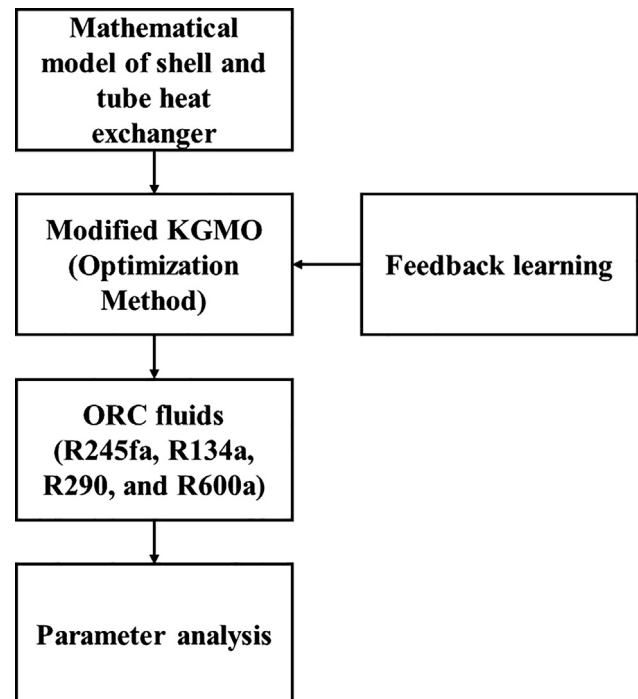 Mathematical
model of shell and
tube heat
exchanger
Modified KGMO
(Optimization
Method)
Feedback learning
ORC fluids
(R245fa, R134a,
R290, and R600a)
Parameter analysis